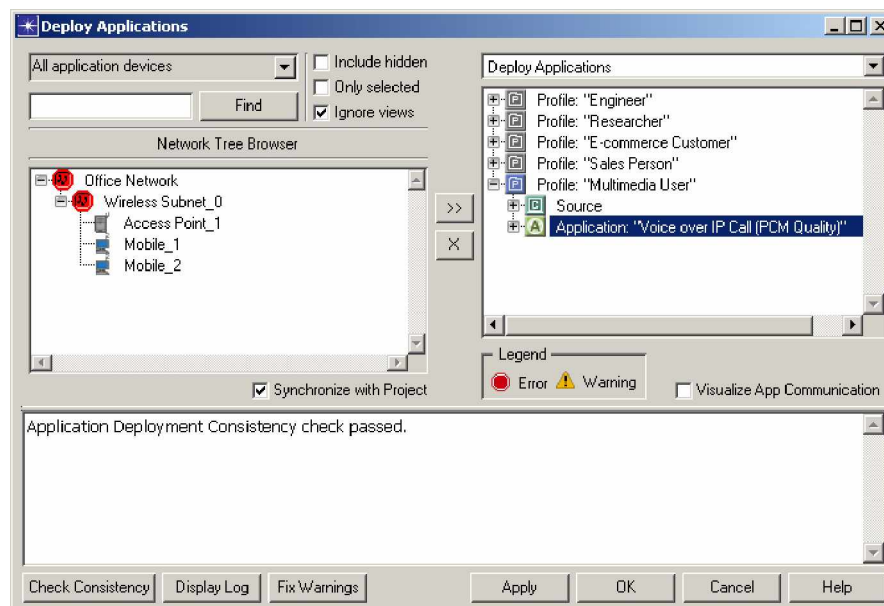 Deploy Applications
All application devices
Include hidden
Only selected
Find
Ignore views
Network Tree Browser
Office Network
Wireless Subnet_0
Access Point_1
Mobile_1
Mobile_2
Synchronize with Project
>>
X
Deploy Applications
Profile: "Engineer"
Profile: "Researcher"
Profile: "E-commerce Customer"
Profile: "Sales Person"
Profile: "Multimedia User"
Source
Application: "Voice over IP Call (PCM Quality)"
Legend
Error Warning
Visualize App Communication
Application Deployment Consistency check passed.
Check Consistency Display Log Fix Warnings Apply OK Cancel Help